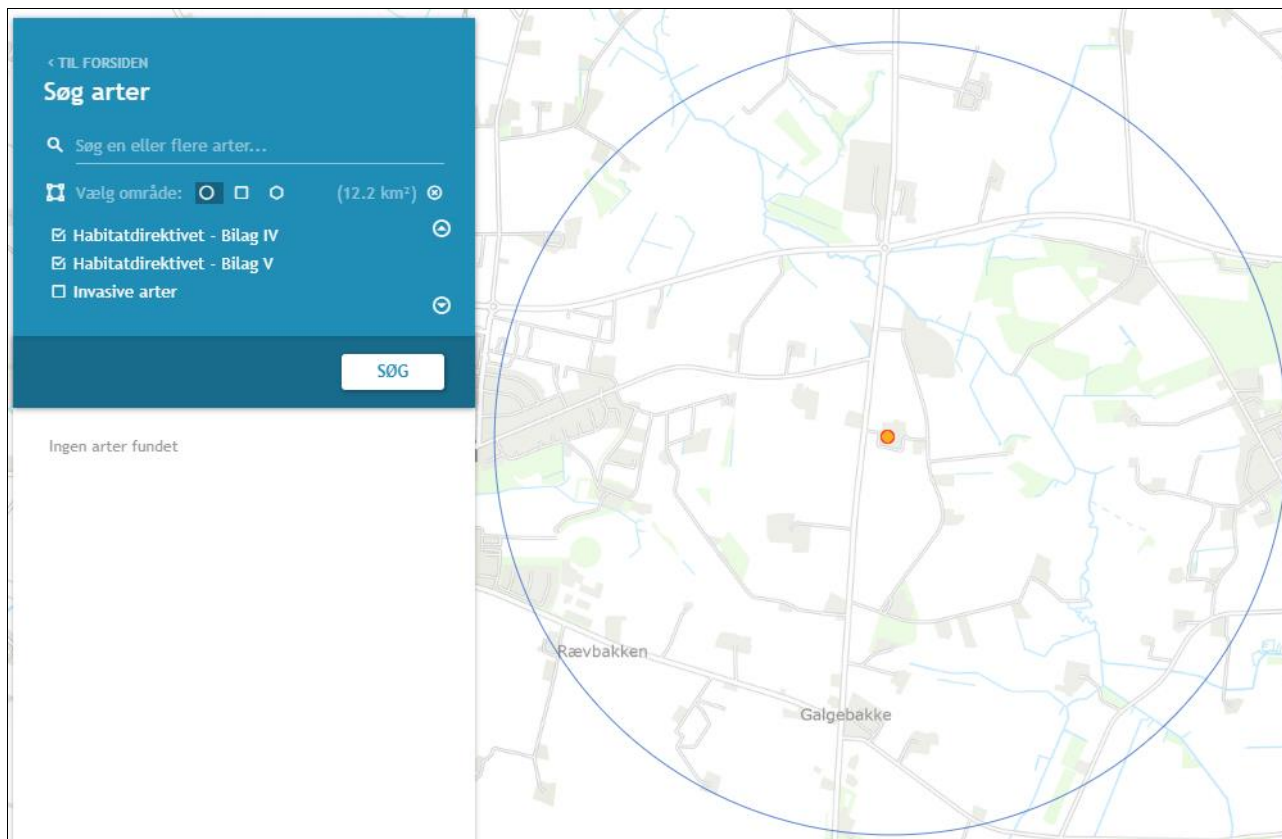 ‹ TIL FORSIDEN
Søg arter
Søg en eller flere arter...
Vælg område: (12.2 km²)
Habitatdirektivet - Bilag IV
Habitatdirektivet - Bilag V
Invasive arter
SØG
Ingen arter fundet
Rævbakken
Galgebakke